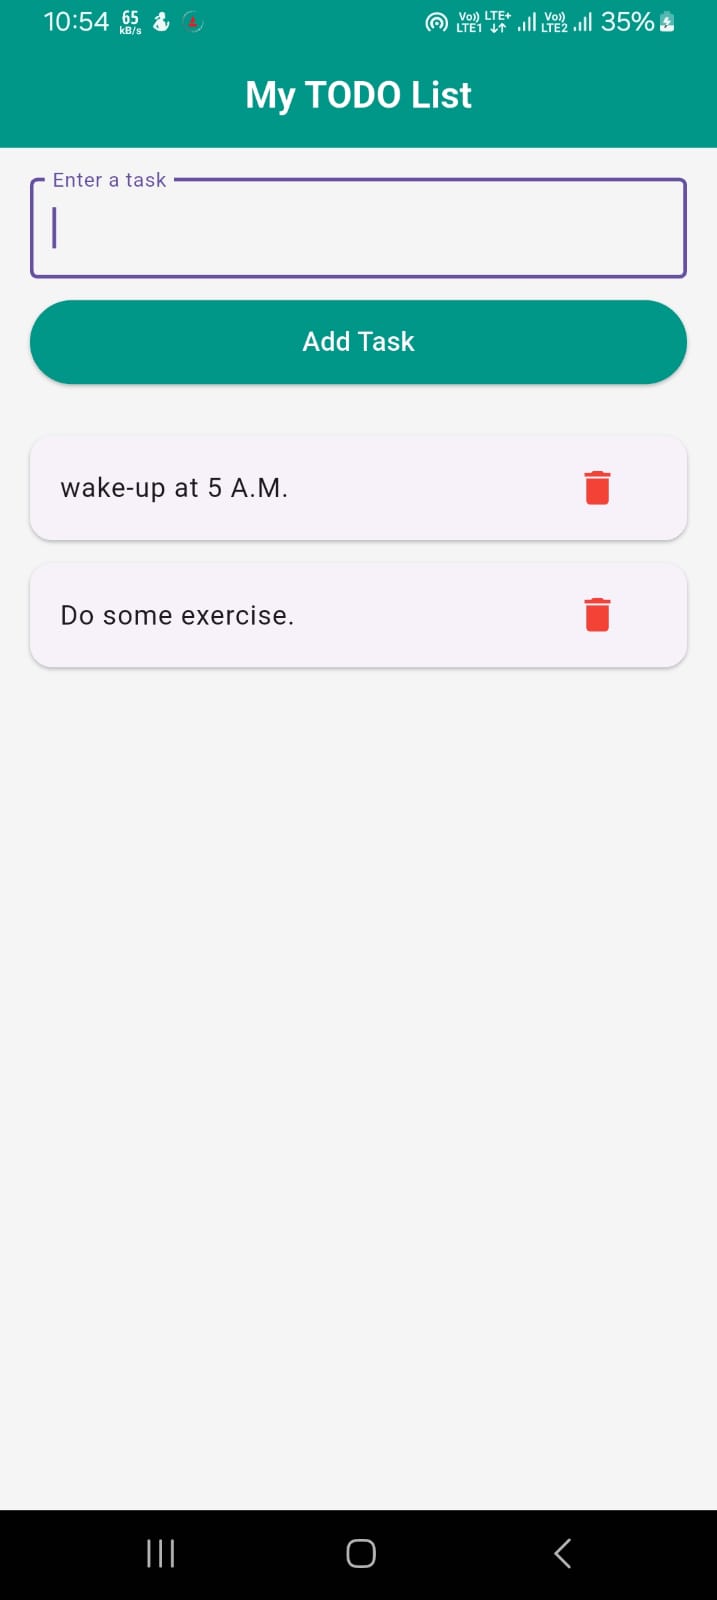 10:54 65 kB/s Vo)) LTE1 LTE+ Vo)) LTE2 35%
My TODO List
Enter a task
Add Task
wake-up at 5 A.M.
Do some exercise.